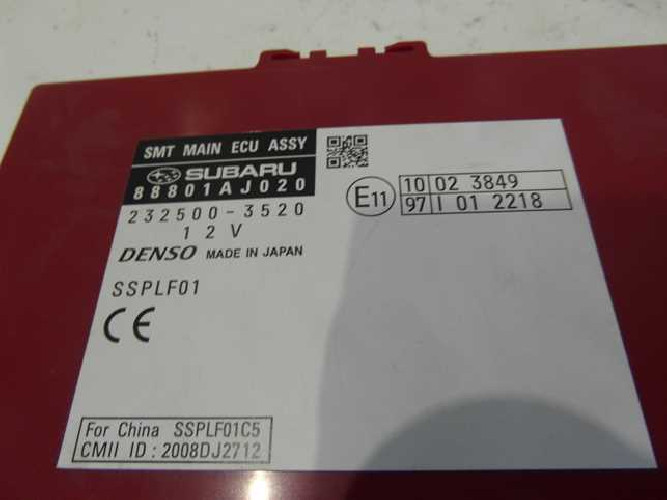 SMT MAIN ECU ASSY
SUBARU
88801AJ020
232500-3520
12V
DENSO MADE IN JAPAN
SSPLF01
CE
E11
10 02 3849
97 I 01 2218
For China SSPLF01C5
CMII ID : 2008DJ2712